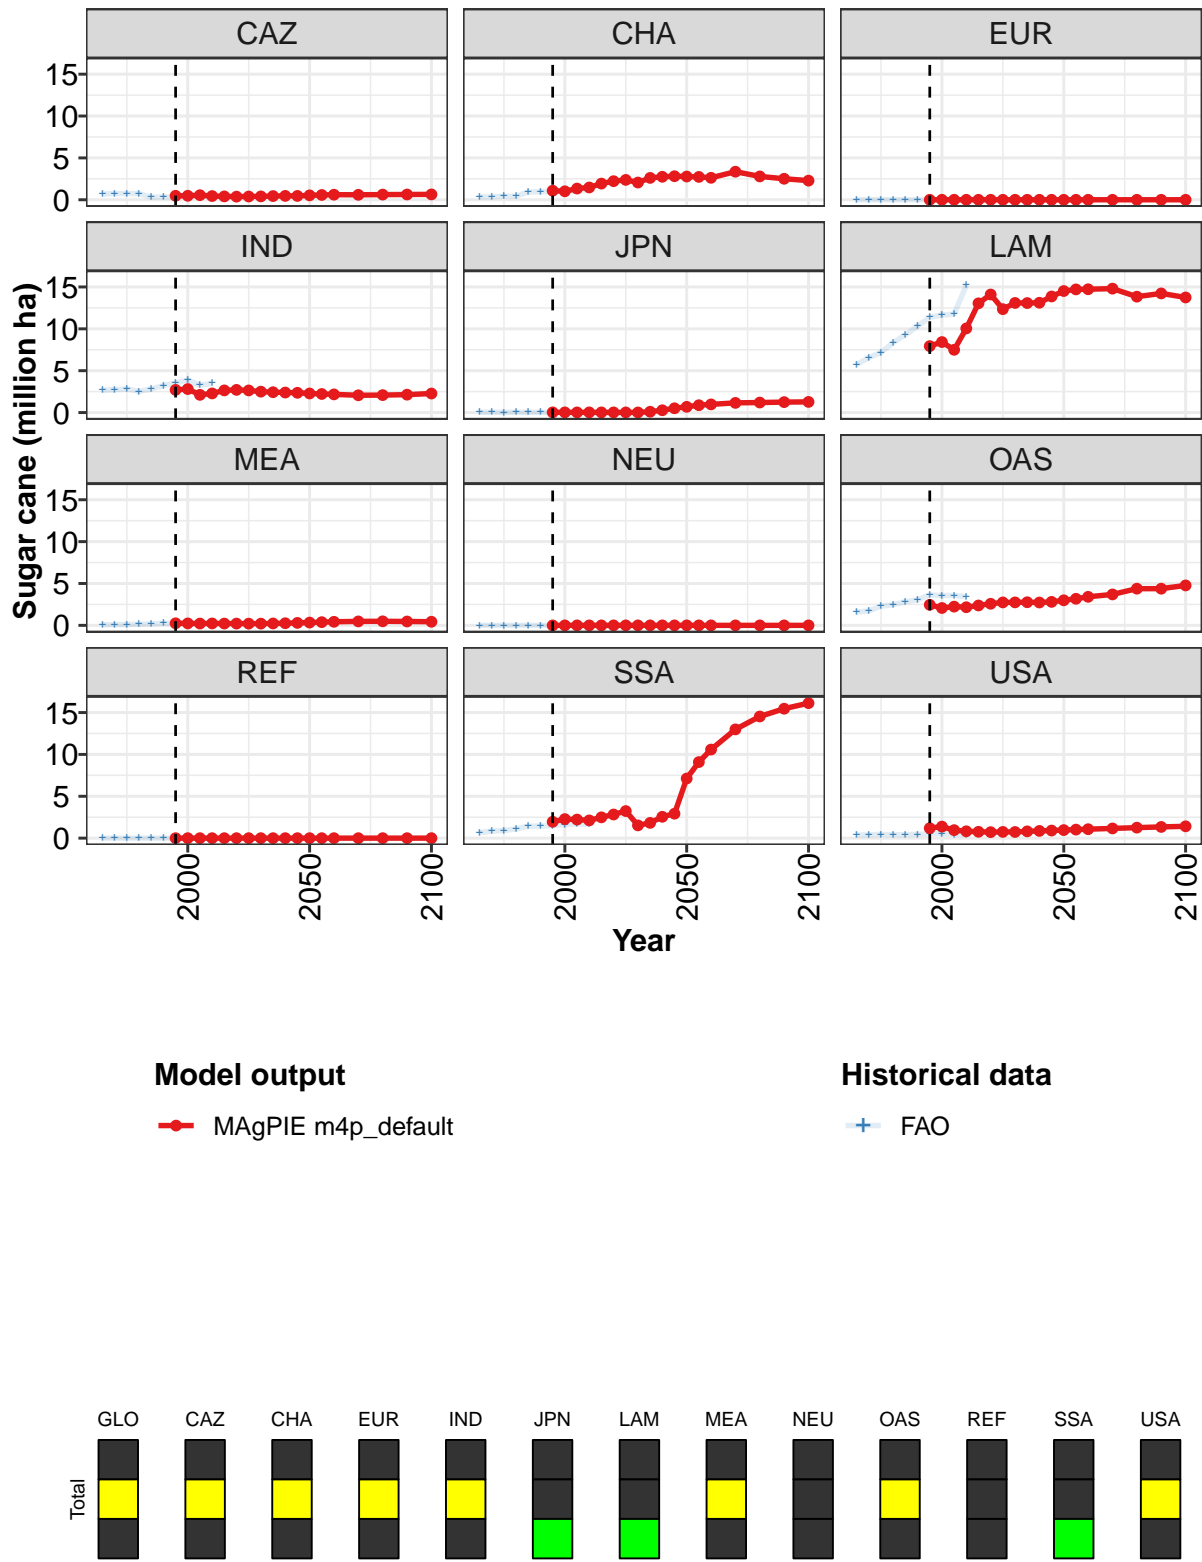 CAZ CHA EUR
15
10
5
0
IND JPN LAM
15
10
5
0
MEA NEU OAS
15
10
5
0
REF SSA USA
15
10
5
0
Sugar cane (million ha)
2000 2050 2100 2000 2050 2100 2000 2050 2100
Year
Model output Historical data
MAgPIE m4p_default FAO
GLO CAZ CHA EUR IND JPN LAM MEA NEU OAS REF SSA USA
Total